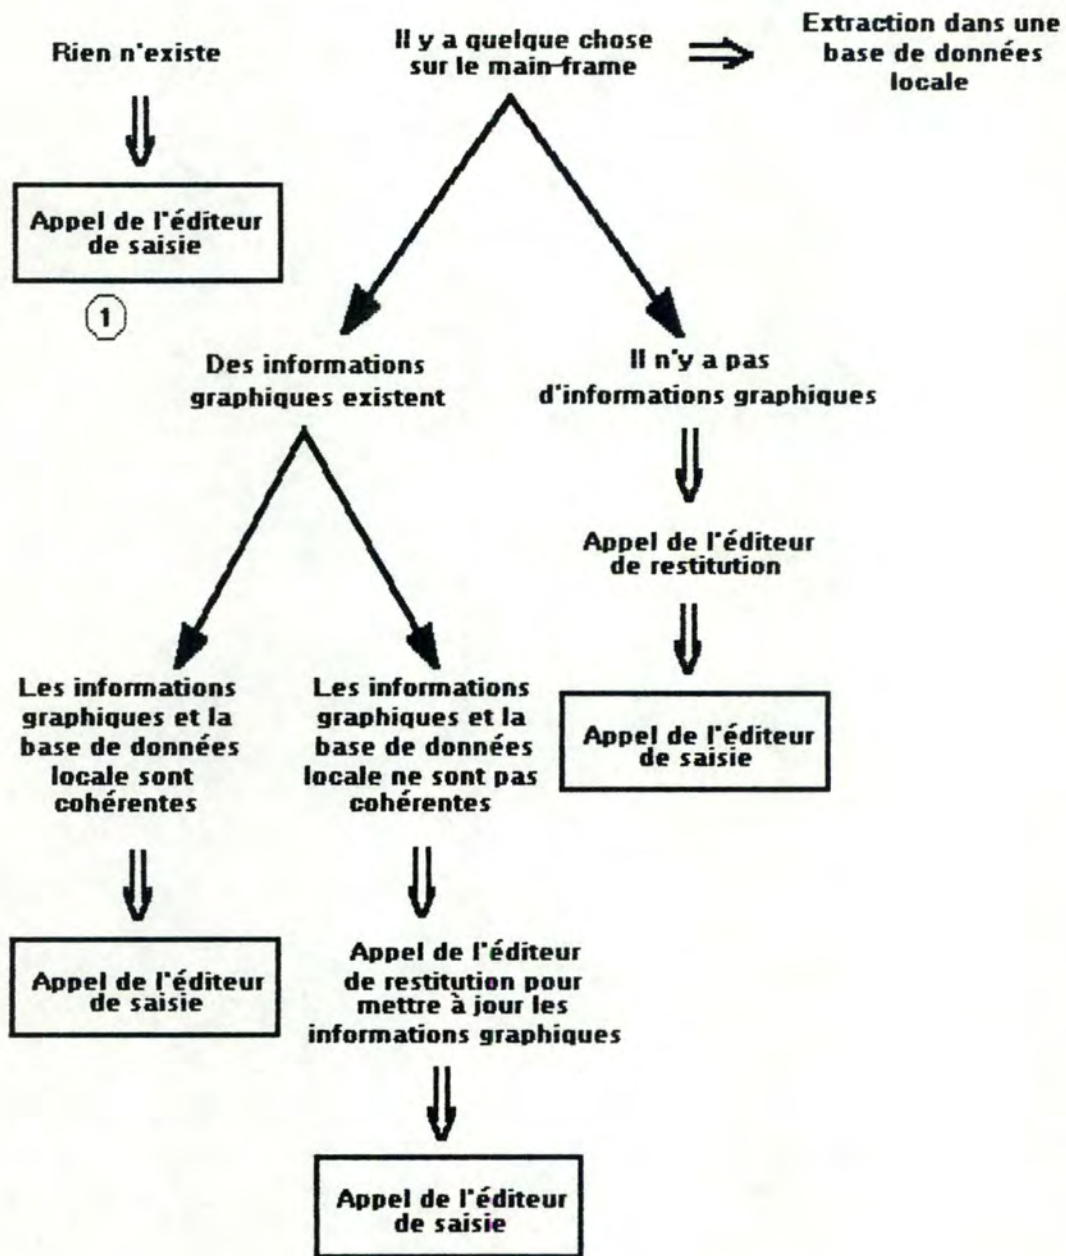 Rien n'existe
Il y a quelque chose
sur le main-frame
Extraction dans une
base de données
locale
Appel de l'éditeur
de saisie
1
Des informations
graphiques existent
Il n'y a pas
d'informations graphiques
Appel de l'éditeur
de restitution
Les informations
graphiques et la
base de données
locale sont
cohérentes
Les informations
graphiques et la
base de données
locale ne sont pas
cohérentes
Appel de l'éditeur
de saisie
Appel de l'éditeur
de saisie
Appel de l'éditeur
de restitution pour
mettre à jour les
informations graphiques
Appel de l'éditeur
de saisie